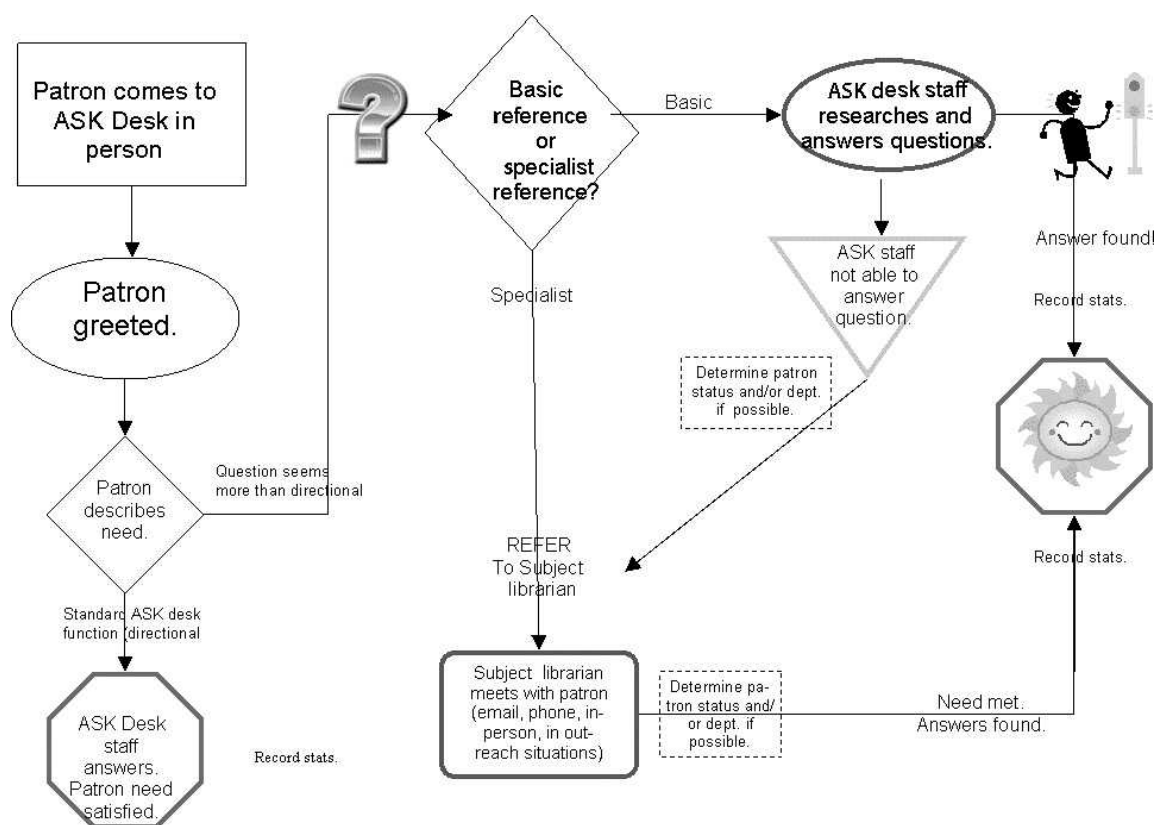 Patron comes to
ASK Desk in
person
Patron
greeted.
Patron
describes
need.
Question seems
more than directional
Standard ASK desk
function (directional
ASK Desk
staff
answers.
Patron need
satisfied.
Record stats.
Basic
reference
or
specialist
reference?
Basic
Specialist
ASK desk staff
researches and
answers questions.
ASK staff
not able to
answer
question.
Determine patron
status and/or dept.
if possible.
REFER
To Subject
librarian
Subject librarian
meets with patron
(email, phone, in-
person, in out-
reach situations)
Determine pa-
tron status and/
or dept. if
possible.
Need met.
Answers found.
Answer found!
Record stats.
Record stats.